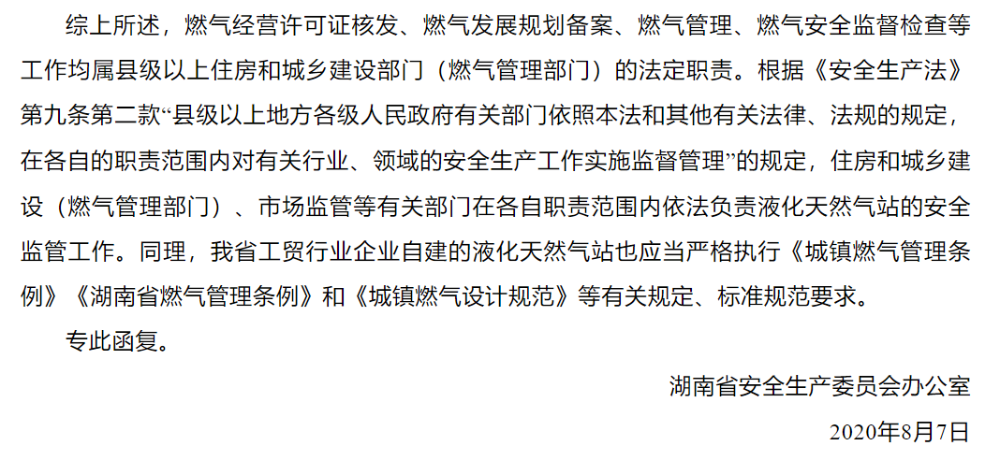 综上所述，燃气经营许可证核发、燃气发展规划备案、燃气管理、燃气安全监督检查等
工作均属县级以上住房和城乡建设部门（燃气管理部门）的法定职责。根据《安全生产法》
第九条第二款“县级以上地方各级人民政府有关部门依照本法和其他有关法律、法规的规定，
在各自的职责范围内对有关行业、领域的安全生产工作实施监督管理”的规定，住房和城乡建
设（燃气管理部门）、市场监管等有关部门在各自职责范围内依法负责液化天然气站的安全
监管工作。同理，我省工贸行业企业自建的液化天然气站也应当严格执行《城镇燃气管理条
例》《湖南省燃气管理条例》和《城镇燃气设计规范》等有关规定、标准规范要求。
专此函复。
湖南省安全生产委员会办公室
2020年8月7日